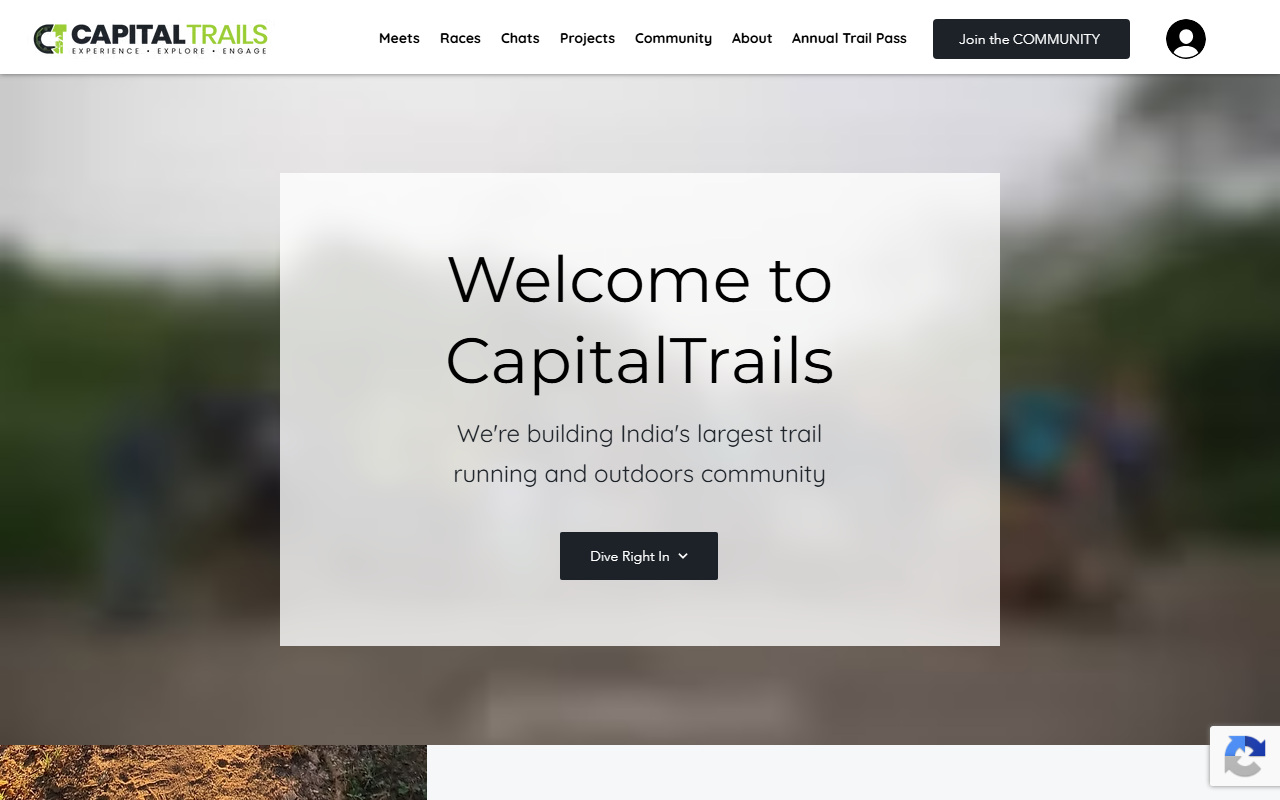 CAPITALTRAILS
EXPERIENCE • EXPLORE • ENGAGE
Meets Races Chats Projects Community About Annual Trail Pass Join the COMMUNITY
Welcome to
CapitalTrails
We're building India's largest trail
running and outdoors community
Dive Right In